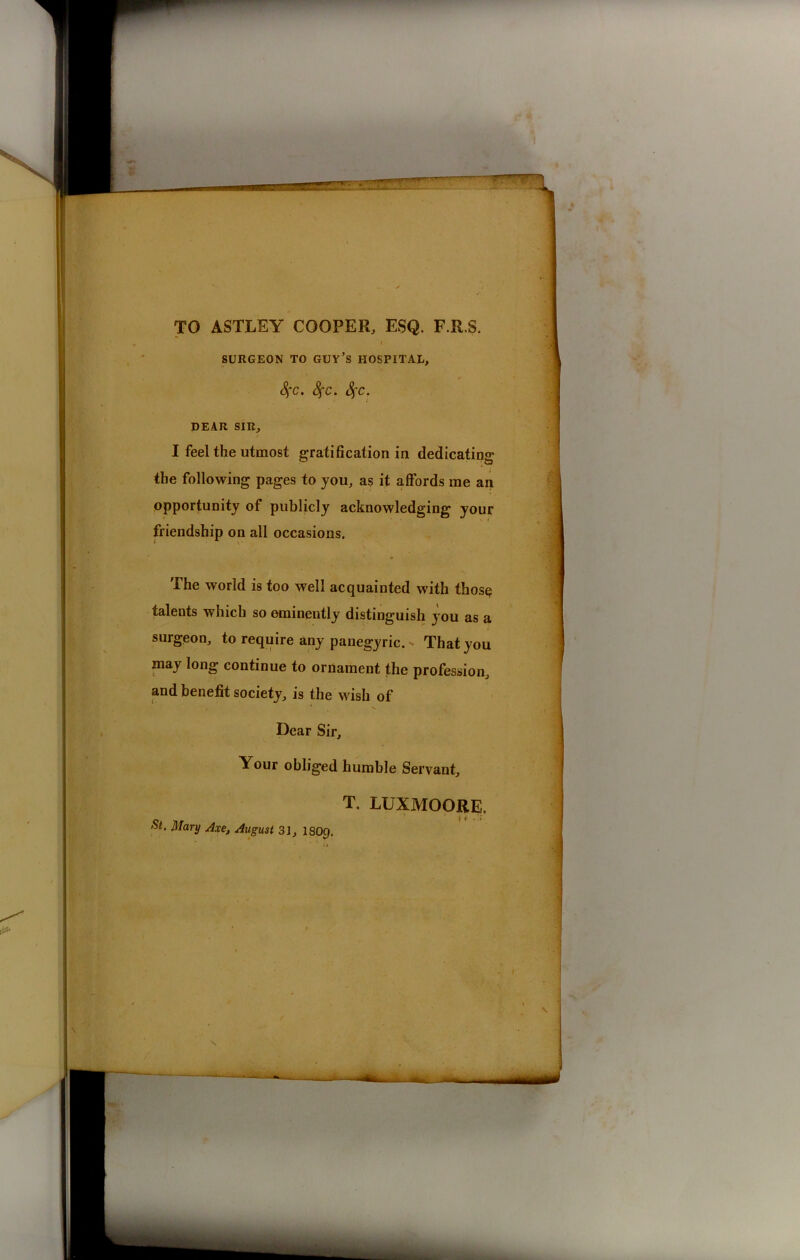 TO ASTLEY COOPER, ESQ. F.R.S.
SURGEON TO GUY'S HOSPITAL,
&c. &c. &c.
DEAR SIR,
I feel the utmost gratification in dedicating
the following pages to you, as it affords me an
opportunity of publicly acknowledging your
friendship on all occasions.
The world is too well acquainted with those
talents which so eminently distinguish you as a
surgeon, to require any panegyric. That you
may long continue to ornament the profession,
and benefit society, is the wish of
Dear Sir,
Your obliged humble Servant,
T. LUXMOORE.
St. Mary Axe, August 31, 1809.